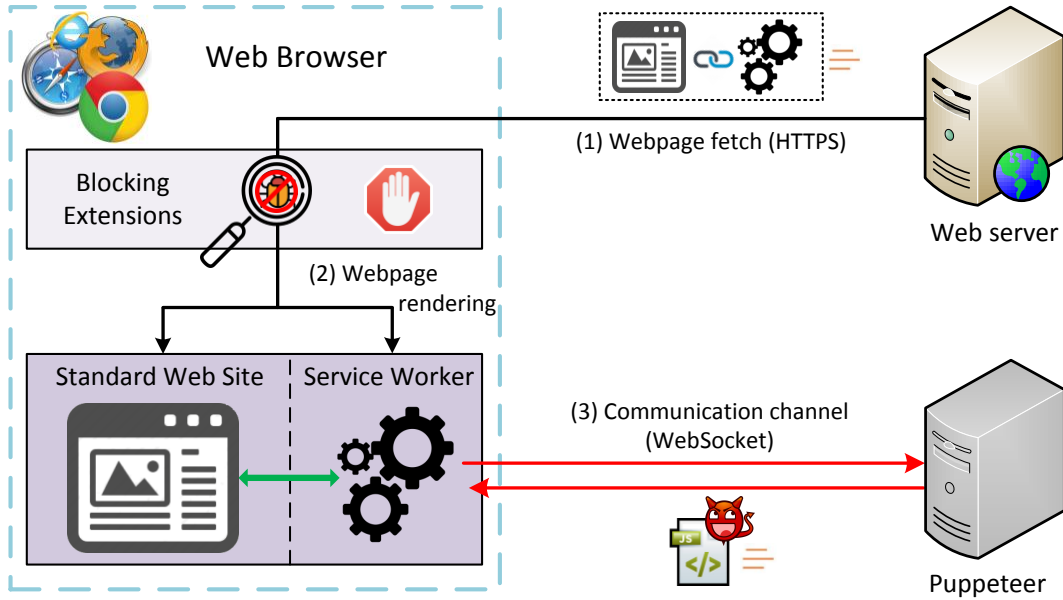 Web Browser
(1) Webpage fetch (HTTPS)
Blocking
Extensions
Web server
(2) Webpage
rendering
Standard Web Site
Service Worker
(3) Communication channel
(WebSocket)
JS
</>
Puppeteer